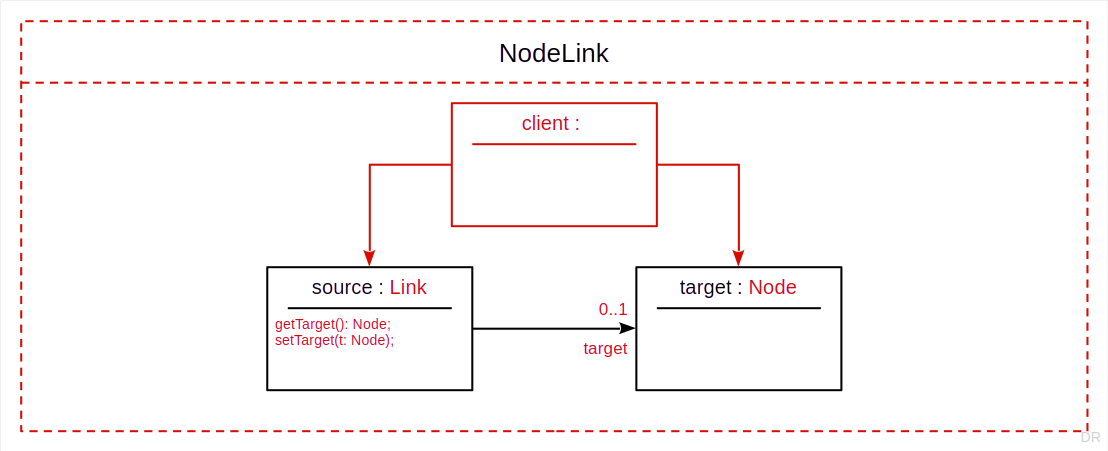 NodeLink
client :
source : Link
getTarget(): Node;
setTarget(t: Node);
0..1
target
target : Node
DR